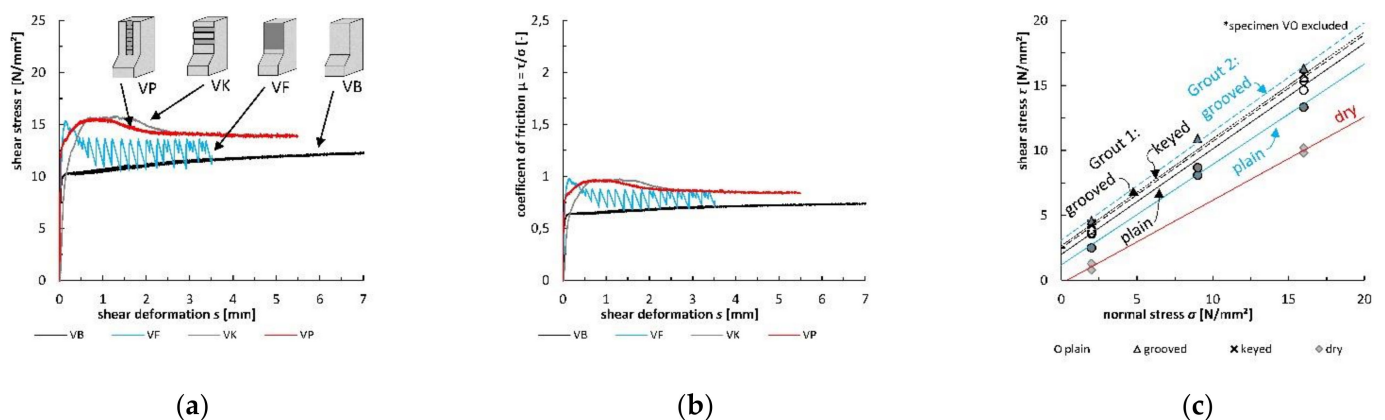 25
20
15
10
5
0
shear stress τ [N/mm²]
VP
VK
VF
VB
0 1 2 3 4 5 6 7
shear deformation s [mm]
VB VF VK VP
(a)
2,5
2
1,5
1
0,5
0
coefficent of friction μ = τ/σ [-]
0 1 2 3 4 5 6 7
shear deformation s [mm]
VB VF VK VP
(b)
20
15
10
5
0
shear stress τ [N/mm²]
*specimen VO excluded
Grout 2:
grooved
Grout 1:
keyed
grooved
plain
plain
dry
0 5 10 15 20
normal stress σ [N/mm²]
plain grooved keyed dry
(c)